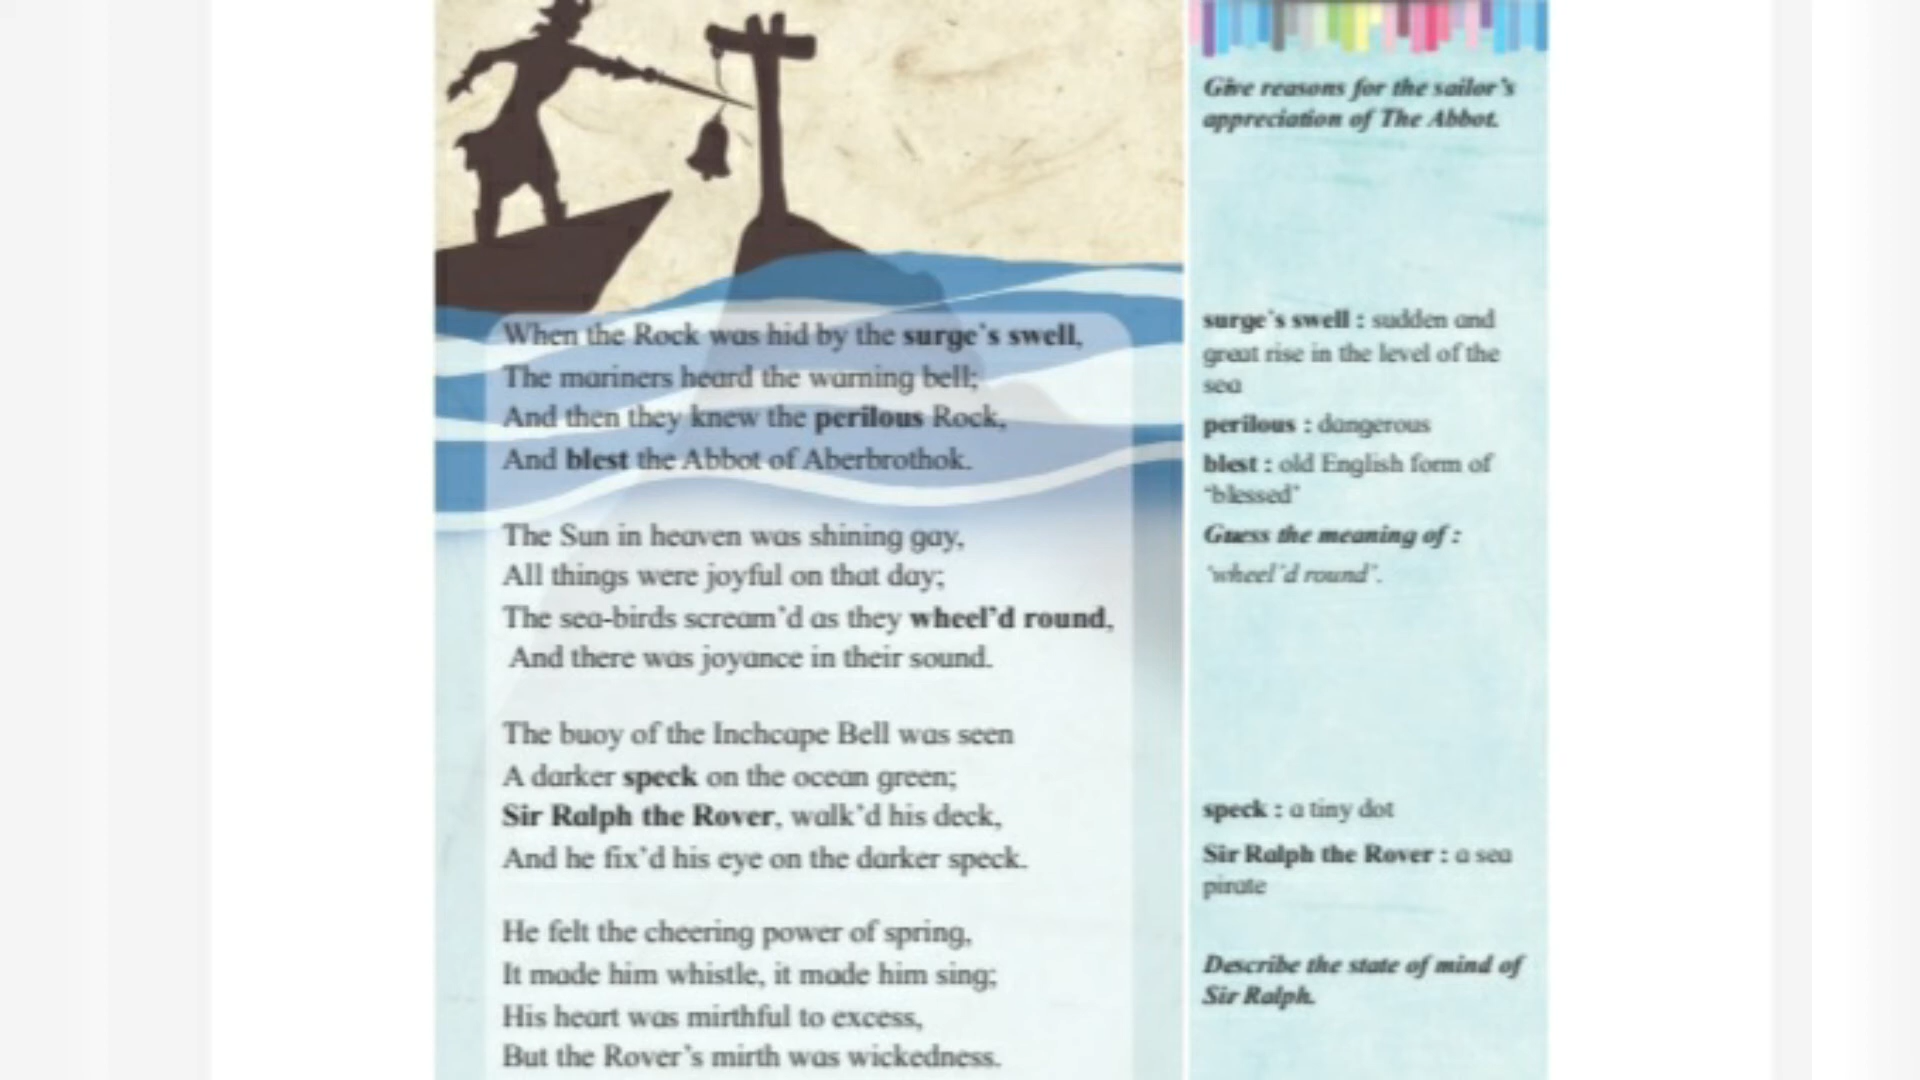 When the Rock was hid by the surge's swell,
The mariners heard the warning bell;
And then they knew the perilous Rock,
And blest the Abbot of Aberbrothok.
The Sun in heaven was shining gay,
All things were joyful on that day;
The sea-birds scream'd as they wheel'd round,
And there was joyance in their sound.
The buoy of the Inchcape Bell was seen
A darker speck on the ocean green;
Sir Ralph the Rover, walk'd his deck,
And he fix'd his eye on the darker speck.
He felt the cheering power of spring,
It made him whistle, it made him sing;
His heart was mirthful to excess,
But the Rover's mirth was wickedness.
Give reasons for the sailor's
appreciation of The Abbot.
surge's swell : sudden and
great rise in the level of the
sea
perilous : dangerous
blest : old English form of
'blessed'
Guess the meaning of :
'wheel'd round'.
speck : a tiny dot
Sir Ralph the Rover : a sea
pirate
Describe the state of mind of
Sir Ralph.